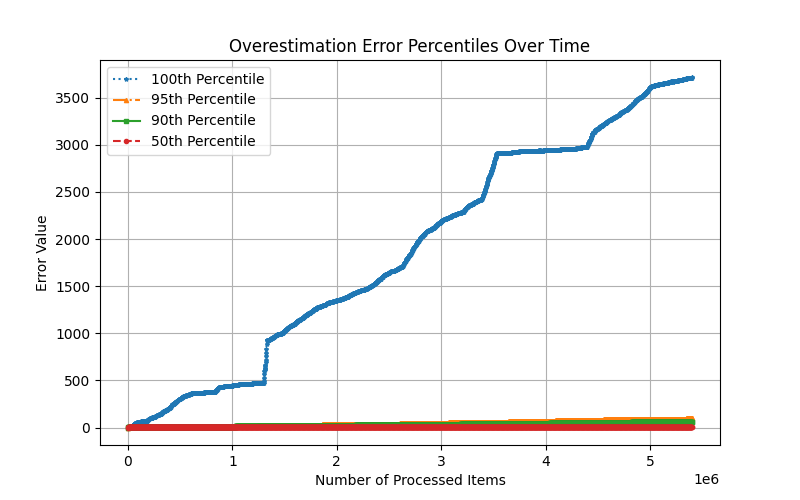 Overestimation Error Percentiles Over Time
100th Percentile
95th Percentile
90th Percentile
50th Percentile
Error Value
3500
3000
2500
2000
1500
1000
500
0
0 1 2 3 4 5
1e6
Number of Processed Items